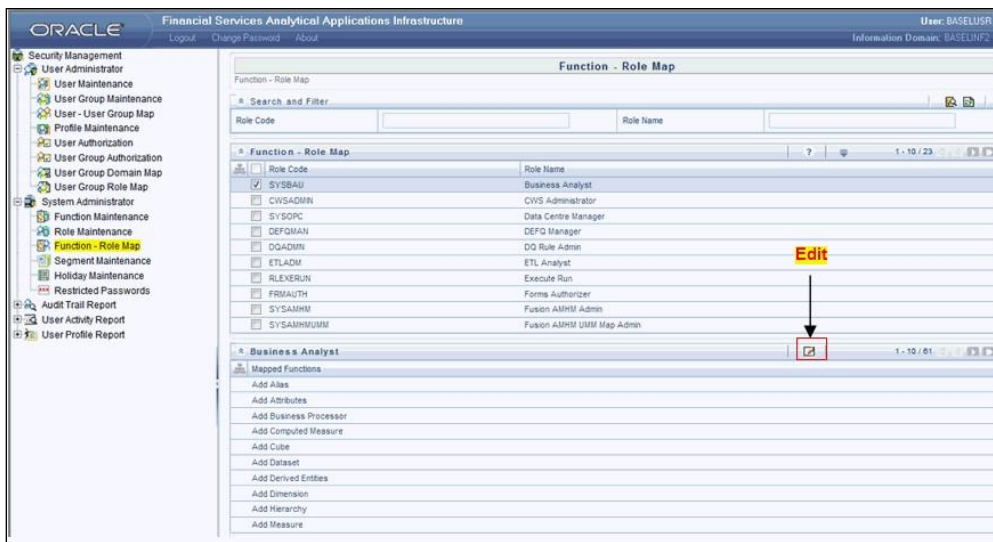 ORACLE
Financial Services Analytical Applications Infrastructure
User: BASELUSR
Logout Change Password About
Information Domain: BASELINF2
Security Management
User Administrator
User Maintenance
User Group Maintenance
User - User Group Map
Profile Maintenance
User Authorization
User Group Authorization
User Group Domain Map
User Group Role Map
System Administrator
Function Maintenance
Role Maintenance
Function - Role Map
Segment Maintenance
Holiday Maintenance
Restricted Passwords
Audit Trail Report
User Activity Report
User Profile Report
Function - Role Map
Function - Role Map
Search and Filter
Role Code Role Name
Function - Role Map ? 1 - 10 / 23
Role Code Role Name
SYSBAU Business Analyst
CWSADMIN CWS Administrator
SYSOPC Data Centre Manager
DEFQMAN DEFQ Manager
DQADMN DQ Rule Admin
ETLADM ETL Analyst
RLEXERUN Execute Run
FRMAUTH Forms Authorizer
SYSAMHM Fusion AMHM Admin
SYSAMHMUMM Fusion AMHM UMM Map Admin
Edit
Business Analyst 1 - 10 / 61
Mapped Functions
Add Alias
Add Attributes
Add Business Processor
Add Computed Measure
Add Cube
Add Dataset
Add Derived Entities
Add Dimension
Add Hierarchy
Add Measure